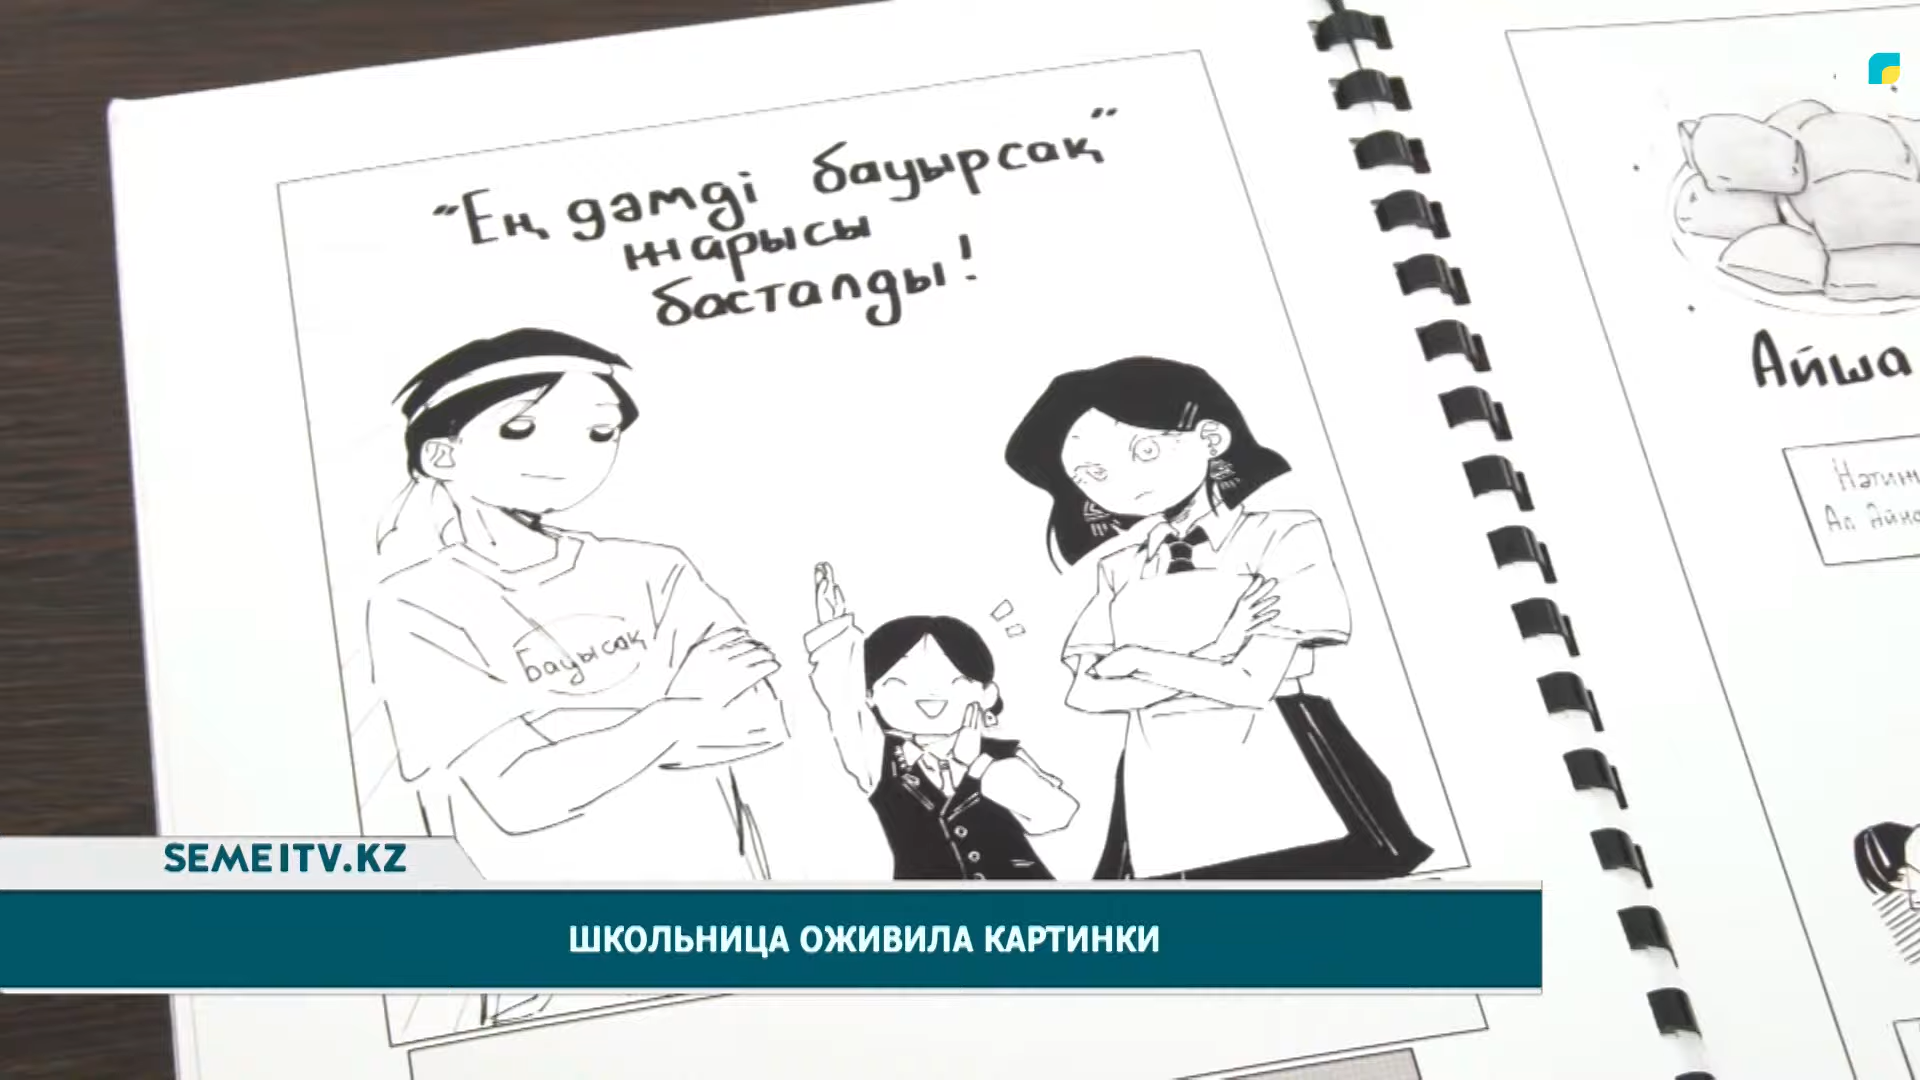 "Ең дәмді бауырсақ"
жарысы
басталды!
Бауысақ
Айша
SEMEITV.KZ
ШКОЛЬНИЦА ОЖИВИЛА КАРТИНКИ